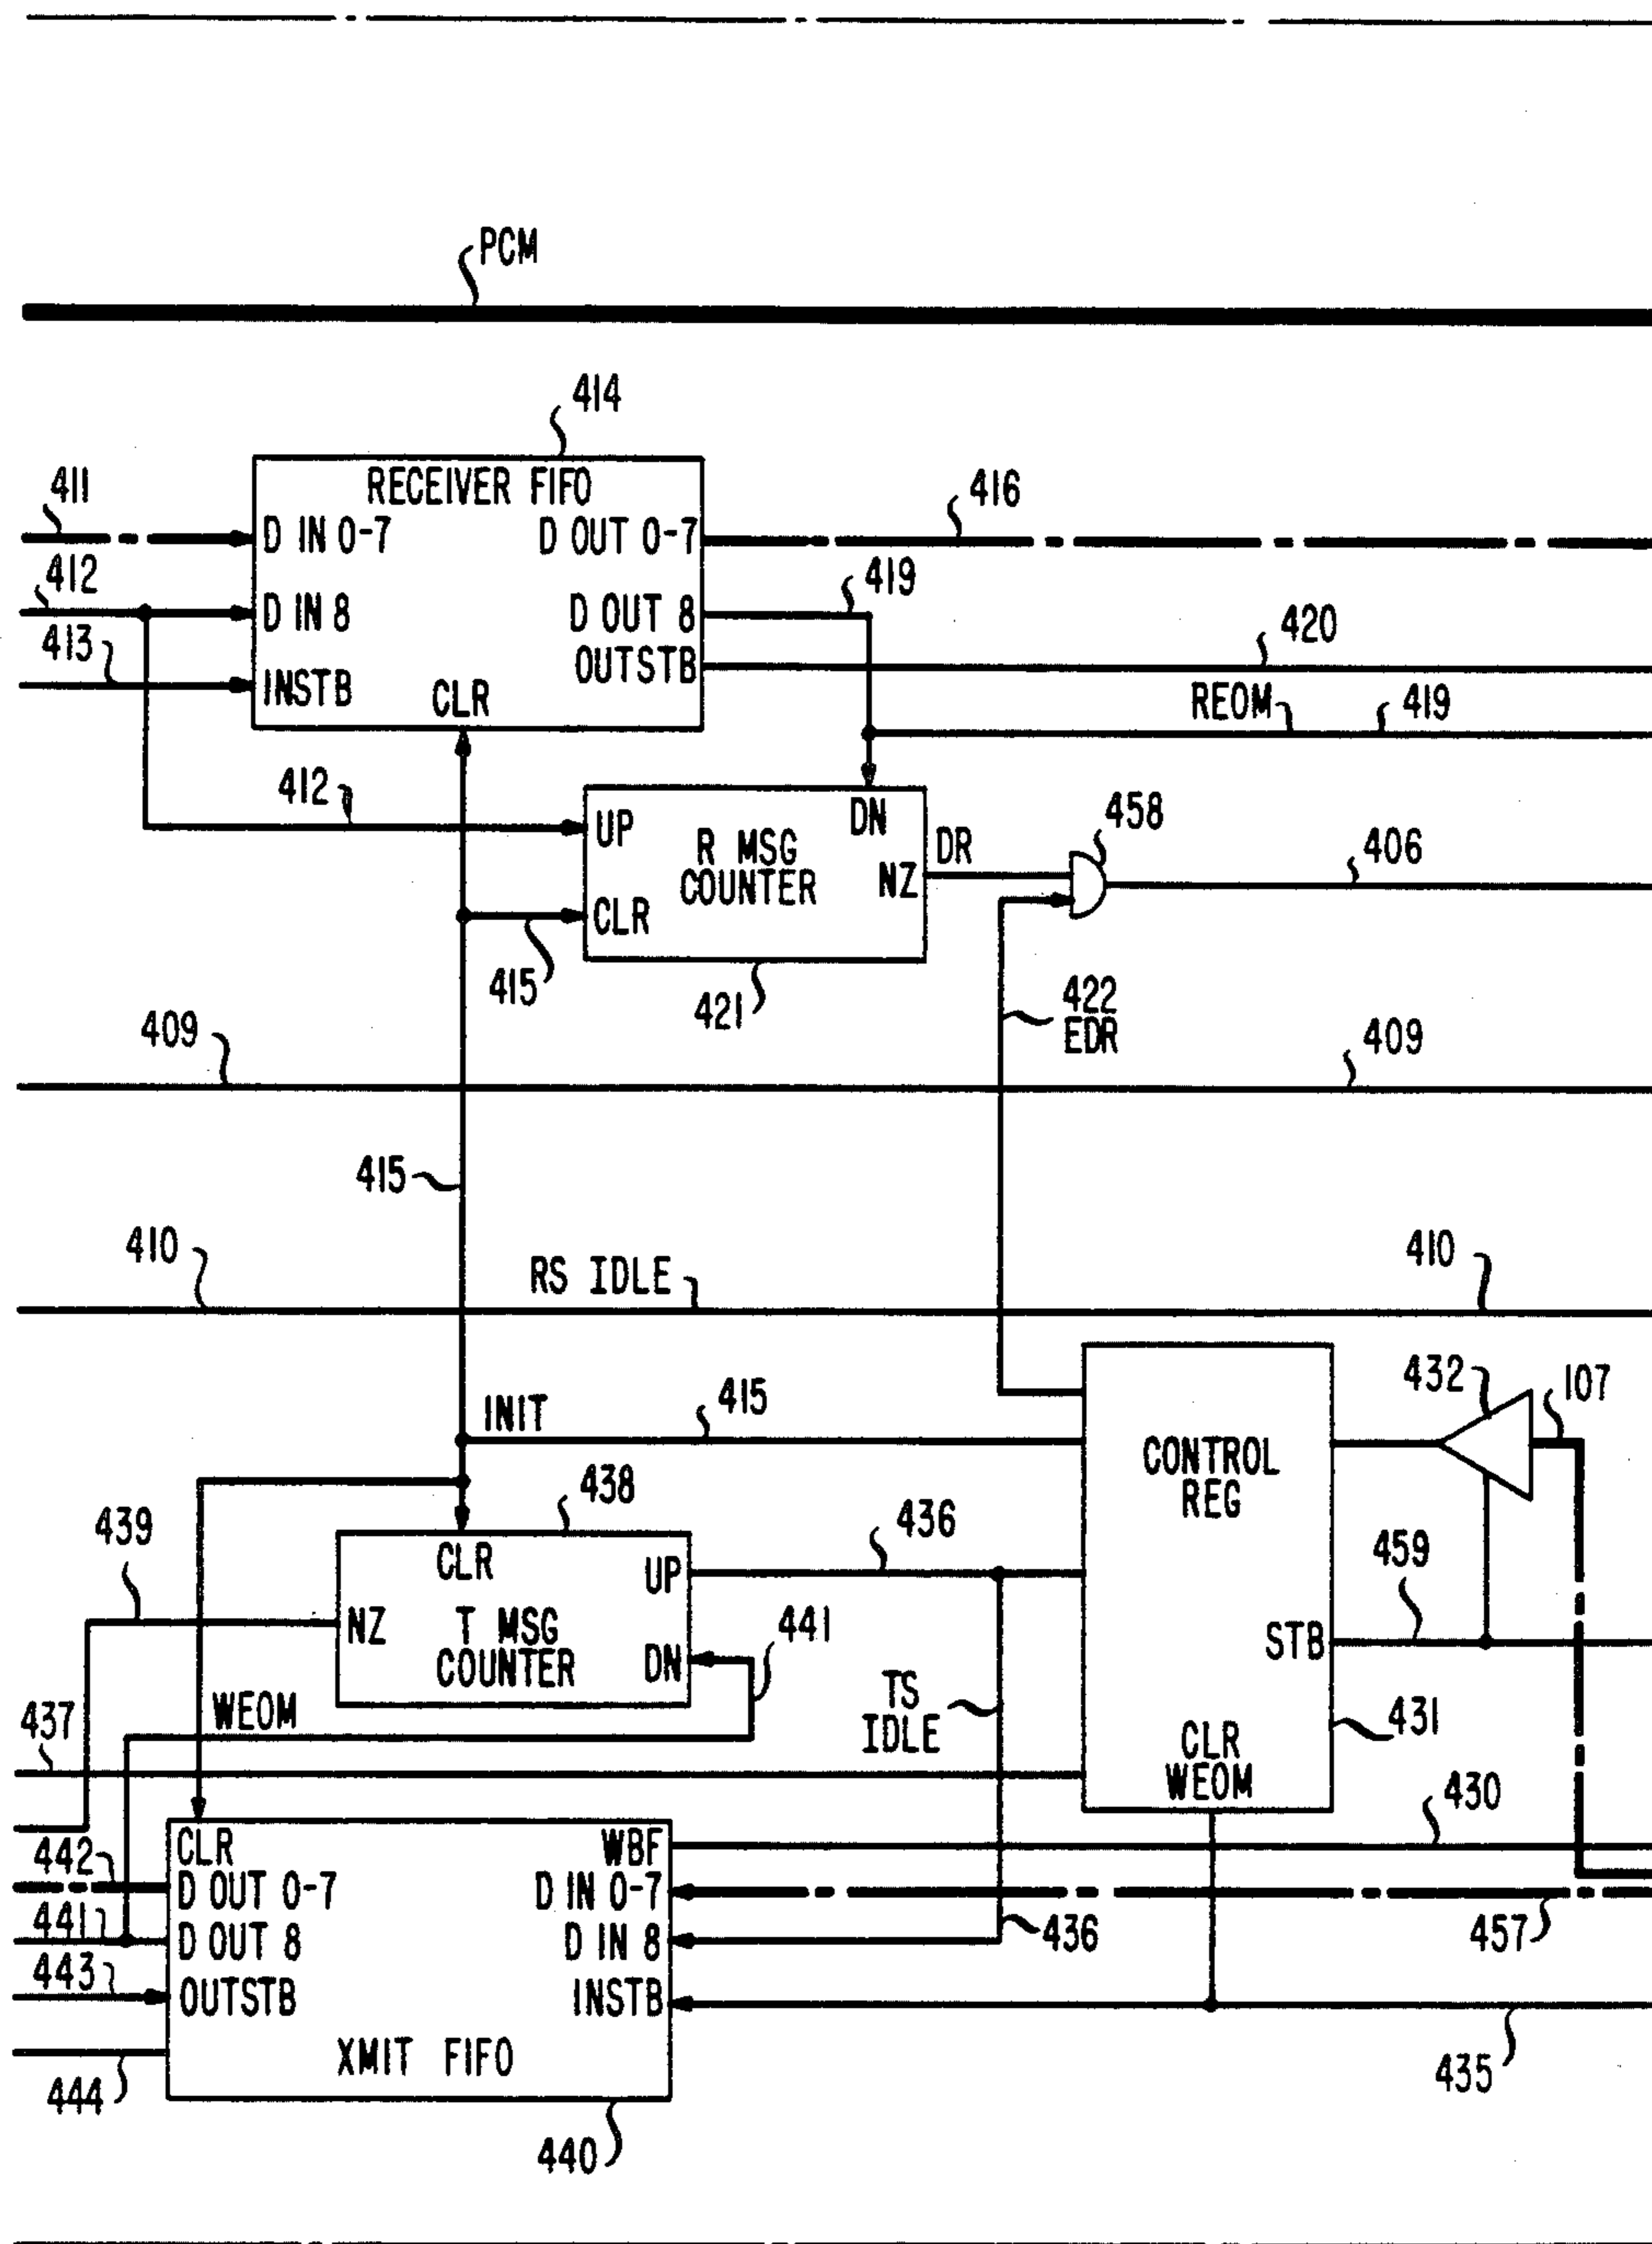 PCM
414
411
RECEIVER FIFO
416
D IN 0-7
D OUT 0-7
412
419
D IN 8
D OUT 8
420
413
OUTSTB
INSTB
CLR
REOM
419
412
UP
DN
458
R MSG
COUNTER
DR
NZ
406
CLR
415
421
422
EDR
409
409
415
410
RS IDLE
410
432
107
INIT
415
CONTROL
REG
438
439
436
CLR
UP
459
NZ
T MSG
COUNTER
441
STB
DN
TS
IDLE
WEOM
437
431
CLR
WEOM
430
CLR
WBF
442
D OUT 0-7
D IN 0-7
441
D OUT 8
D IN 8
436
457
443
OUTSTB
INSTB
XMIT FIFO
444
435
440